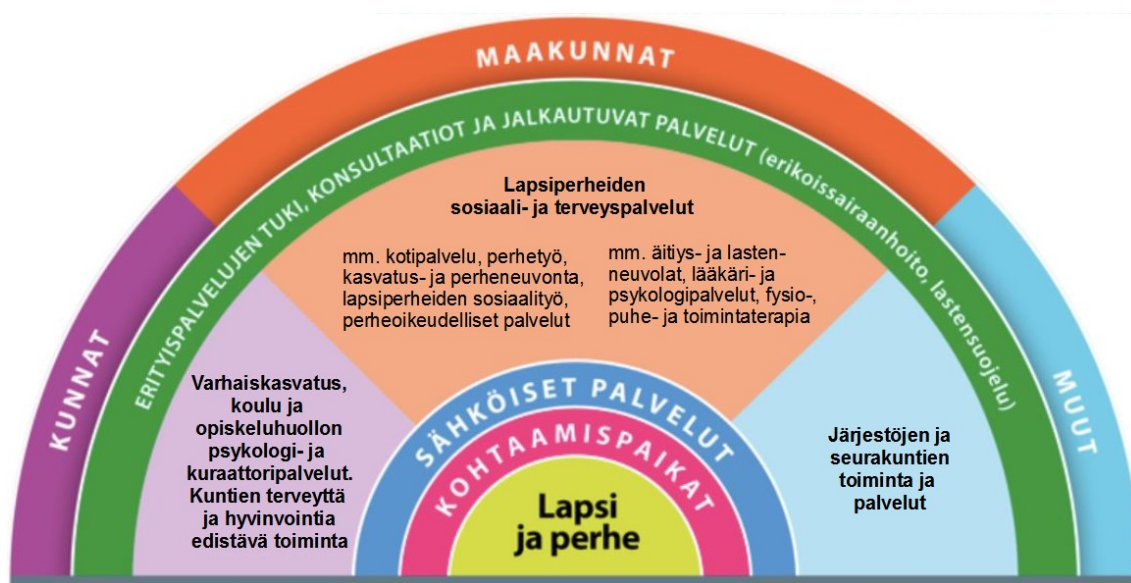 MAAKUNNAT
KUNNAT
MUUT
ERITYISPALVELUJEN TUKI, KONSULTAATIOT JA JALKAUTUVAT PALVELUT (erikoissairaanhoito, lastensuojelu)
Lapsiperheiden
sosiaali- ja terveyspalvelut
mm. kotipalvelu, perhetyö,
kasvatus- ja perheneuvonta,
lapsiperheiden sosiaalityö,
perheoikeudelliset palvelut
mm. äitiys- ja lasten-
neuvolat, lääkäri- ja
psykologipalvelut, fysio-,
puhe- ja toimintaterapia
Varhaiskasvatus,
koulu ja
opiskeluhuollon
psykologi- ja
kuraattoripalvelut.
Kuntien terveyttä
ja hyvinvointia
edistävä toiminta
Järjestöjen ja
seurakuntien
toiminta ja
palvelut
SÄHKÖISET PALVELUT
KOHTAAMISPAIKAT
Lapsi
ja perhe